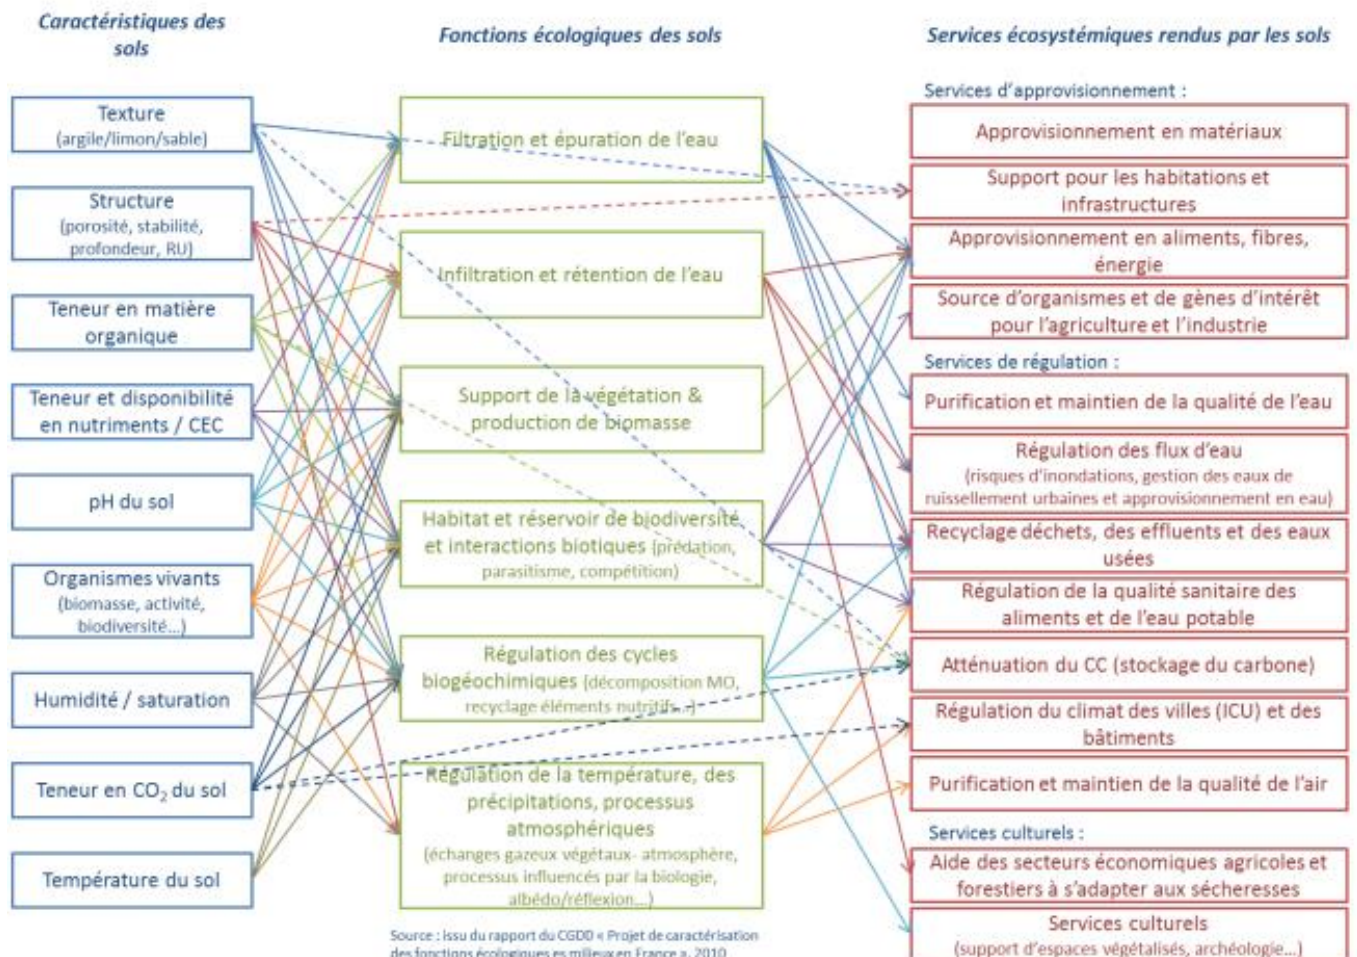 Caractéristiques des
sols
Texture
(argile/limon/sable)
Structure
(porosité, stabilité,
profondeur, RU)
Teneur en matière
organique
Teneur et disponibilité
en nutriments / CEC
pH du sol
Organismes vivants
(biomasse, activité,
biodiversité...)
Humidité / saturation
Teneur en CO₂ du sol
Température du sol
Fonctions écologiques des sols
Filtration et épuration de l'eau
Infiltration et rétention de l'eau
Support de la végétation &
production de biomasse
Habitat et réservoir de biodiversité
et interactions biotiques (prédation,
parasitisme, compétition)
Régulation des cycles
biogéochimiques (décomposition MO,
recyclage éléments nutritifs...)
Régulation de la température, des
précipitations, processus
atmosphériques
(échanges gazeux végétaux- atmosphère,
processus influencés par la biologie,
albédo/réflexion...)
Source : issu du rapport du CGDD « Projet de caractérisation
des fonctions écologiques es milieux en France », 2010
Services écosystémiques rendus par les sols
Services d'approvisionnement :
Approvisionnement en matériaux
Support pour les habitations et
infrastructures
Approvisionnement en aliments, fibres,
énergie
Source d'organismes et de gènes d'intérêt
pour l'agriculture et l'industrie
Services de régulation :
Purification et maintien de la qualité de l'eau
Régulation des flux d'eau
(risques d'inondations, gestion des eaux de
ruissellement urbaines et approvisionnement en eau)
Recyclage déchets, des effluents et des eaux
usées
Régulation de la qualité sanitaire des
aliments et de l'eau potable
Atténuation du CC (stockage du carbone)
Régulation du climat des villes (ICU) et des
bâtiments
Purification et maintien de la qualité de l'air
Services culturels :
Aide des secteurs économiques agricoles et
forestiers à s'adapter aux sécheresses
Services culturels
(support d'espaces végétalisés, archéologie...)